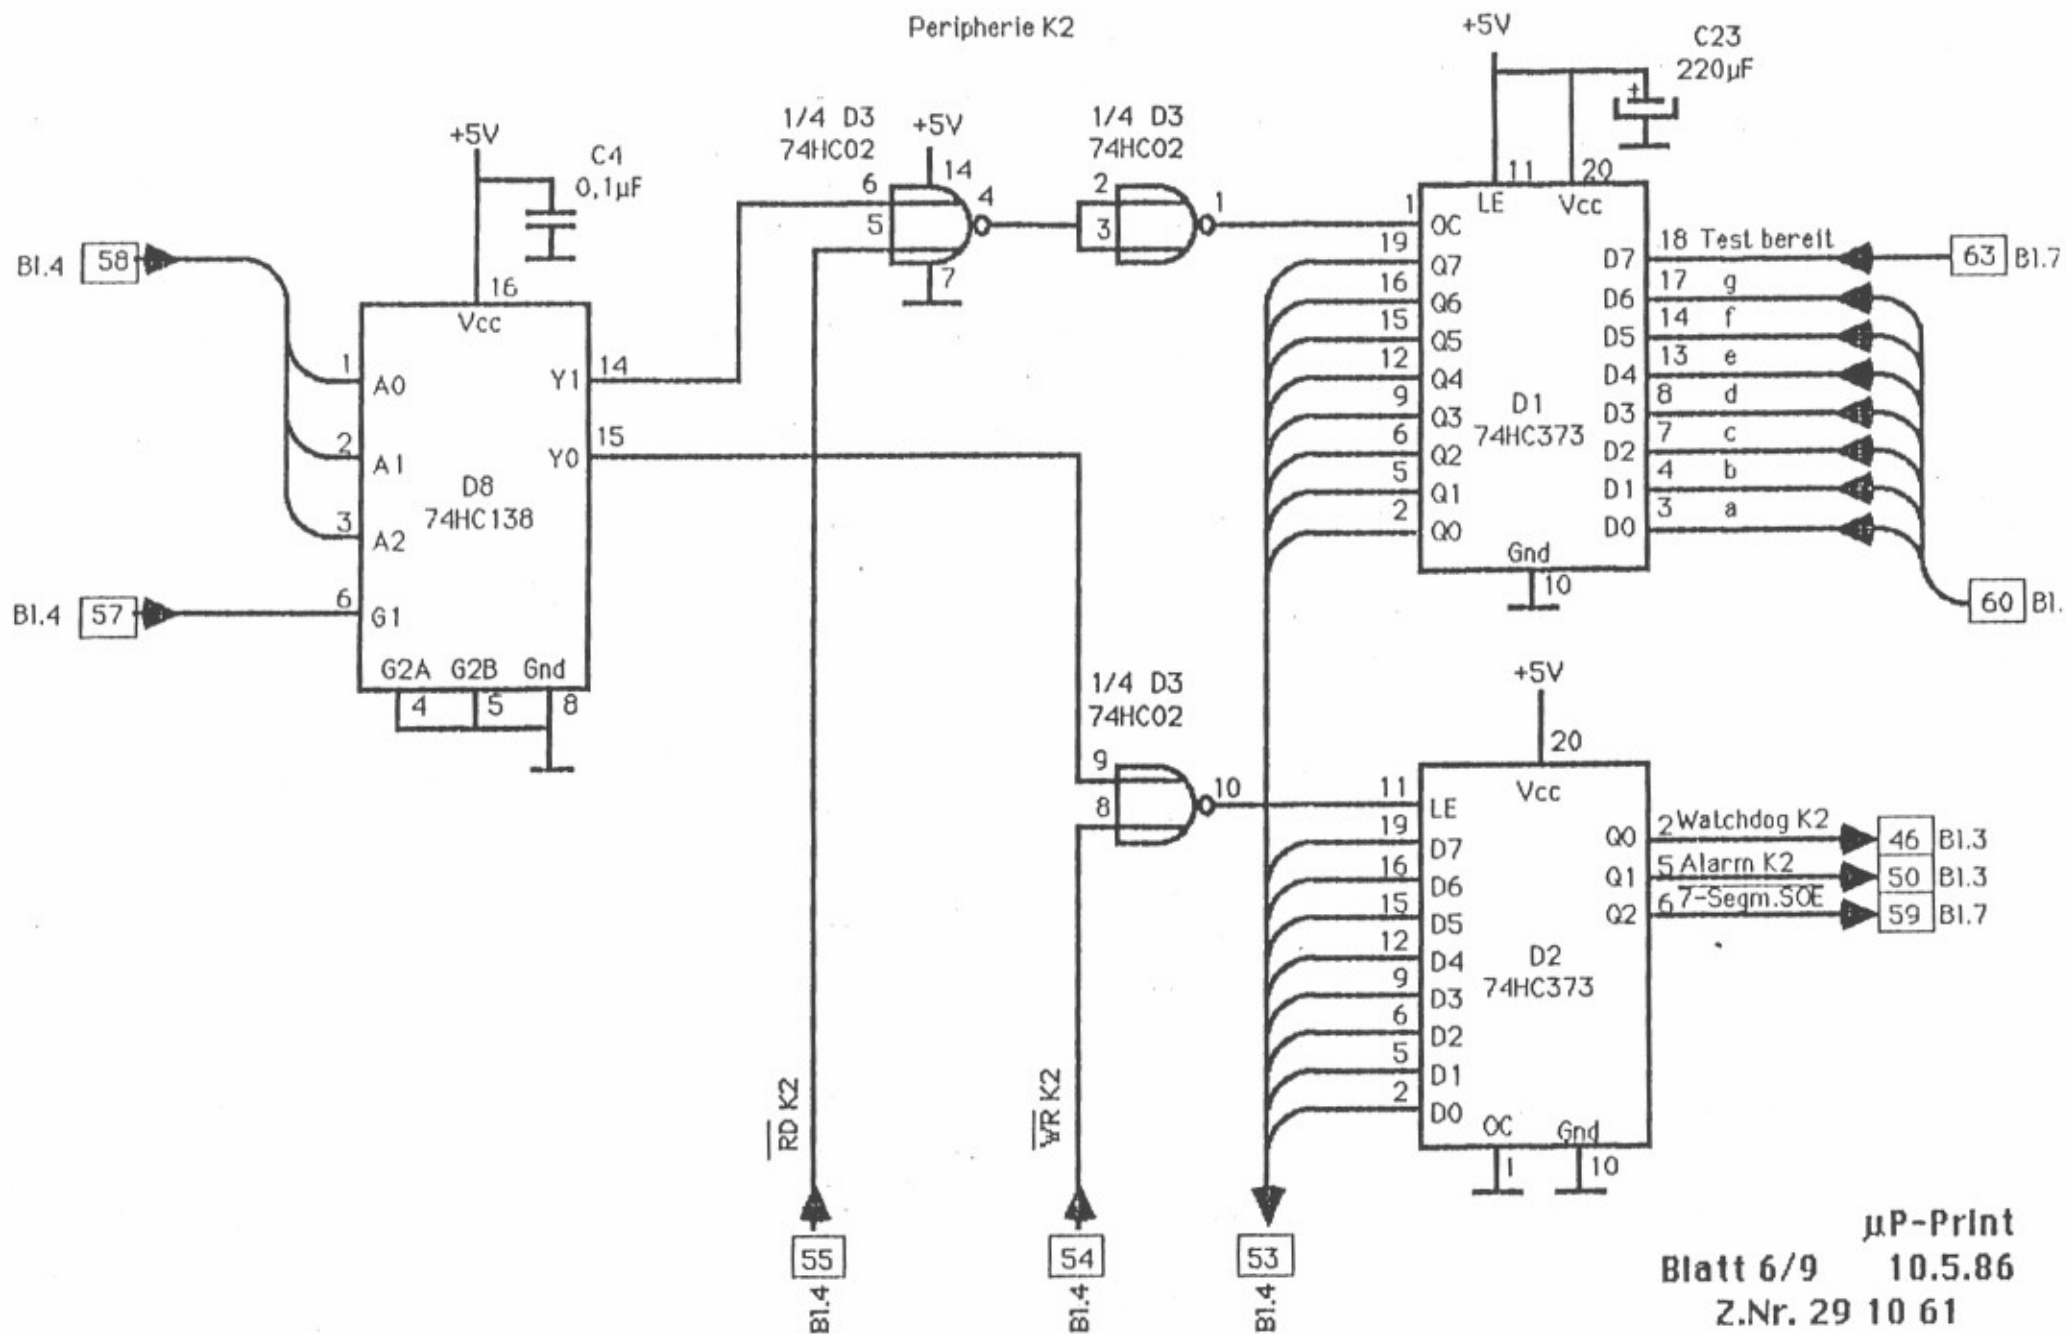 Peripherie K2
+5V
C4
0,1µF
16
Vcc
Bl.4 58
Bl.4 57
1 A0
2 A1
3 A2
6 G1
Y1 14
Y0 15
D8
74HC138
G2A G2B Gnd
4 5 8
1/4 D3
74HC02
+5V
14
6
5
4
7
1/4 D3
74HC02
2
3
1
+5V
C23
220µF
+
11 20
LE Vcc
1 OC
19 Q7
16 Q6
15 Q5
12 Q4
9 Q3
6 Q2
5 Q1
2 Q0
D1
74HC373
Gnd
10
D7 18 Test bereit
D6 17 g
D5 14 f
D4 13 e
D3 8 d
D2 7 c
D1 4 b
D0 3 a
63 Bl.7
60 Bl.
1/4 D3
74HC02
9
8
10
+5V
20
Vcc
11 LE
19 D7
16 D6
15 D5
12 D4
9 D3
6 D2
5 D1
2 D0
D2
74HC373
OC Gnd
1 10
Q0 2 Watchdog K2 46 Bl.3
Q1 5 Alarm K2 50 Bl.3
Q2 6 7-Segm.SOE 59 Bl.7
RD K2
WR K2
55 Bl.4
54 Bl.4
53 Bl.4
µP-Print
Blatt 6/9 10.5.86
Z.Nr. 29 10 61